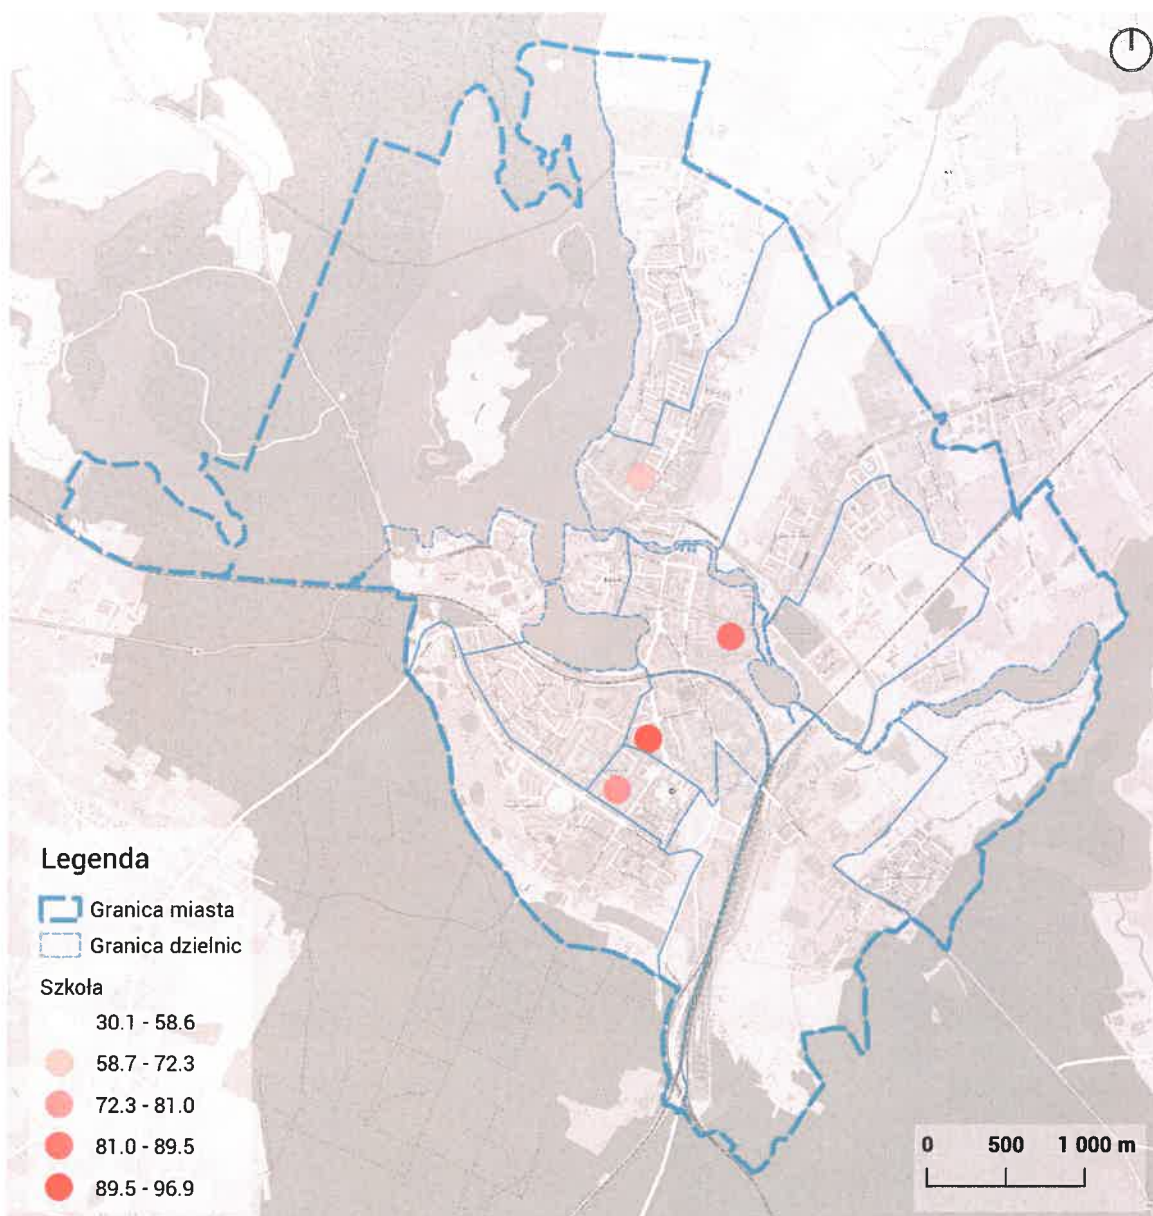 Legenda
Granica miasta
Granica dzielnic
Szkoła
30.1 - 58.6
58.7 - 72.3
72.3 - 81.0
81.0 - 89.5
89.5 - 96.9
0 500 1 000 m